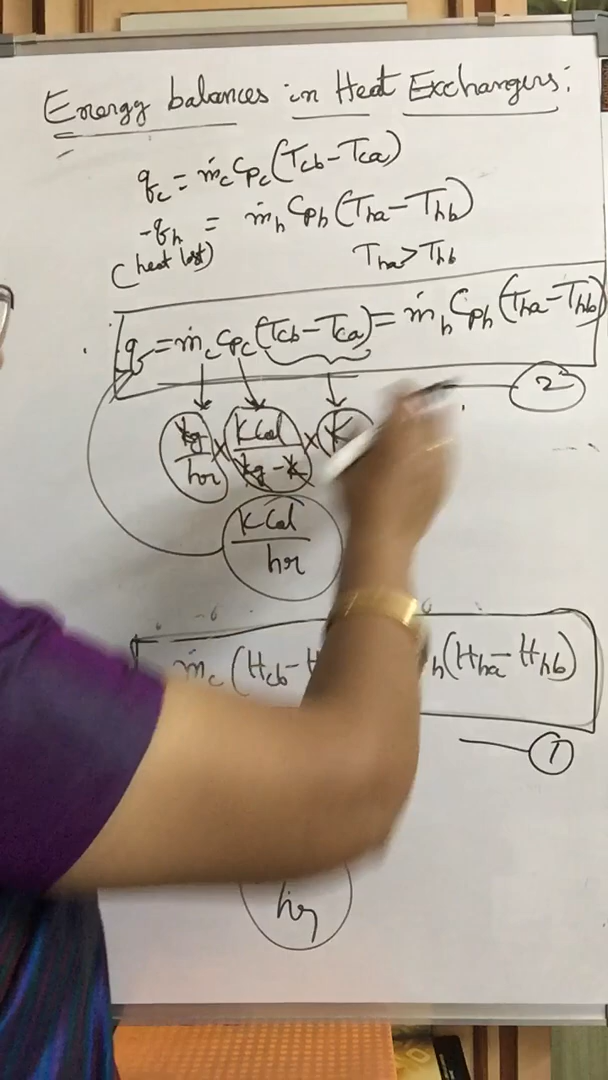 Energy balances in Heat Exchangers:
q_c = ṁ_c C_pc (T_cb - T_ca)
-q_h = ṁ_h C_ph (T_ha - T_hb)
(heat lost) T_ha > T_hb
q = ṁ_c C_pc (T_cb - T_ca) = ṁ_h C_ph (T_ha - T_hb)
2
kg/hr × KCal/kg-K × K
KCal/hr
ṁ_c (H_cb - H h (H_ha - H_hb)
1
hr